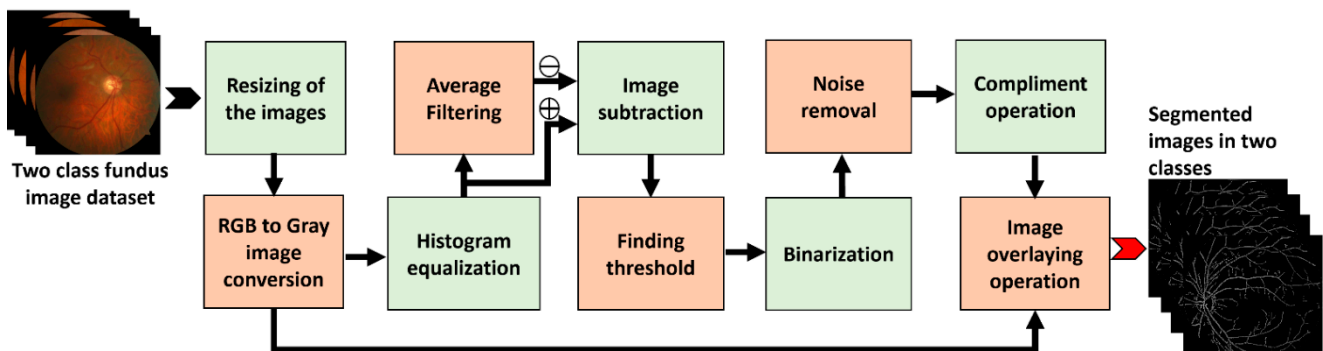 Two class fundus
image dataset
Resizing of
the images
RGB to Gray
image
conversion
Histogram
equalization
Average
Filtering
Image
subtraction
Finding
threshold
Binarization
Noise
removal
Compliment
operation
Image
overlaying
operation
Segmented
images in two
classes